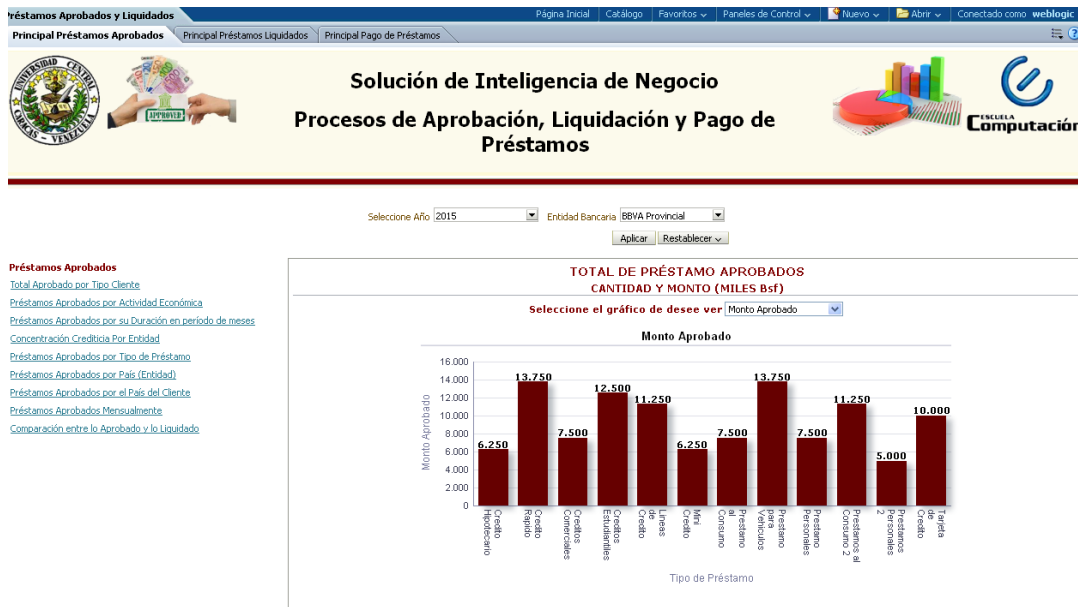 Préstamos Aprobados y Liquidados
Página Inicial Catálogo Favoritos Paneles de Control Nuevo Abrir Conectado como weblogic
Principal Préstamos Aprobados Principal Préstamos Liquidados Principal Pago de Préstamos
UNIVERSIDAD CENTRAL
CARACAS - VENEZUELA
APPROVED
Solución de Inteligencia de Negocio
Procesos de Aprobación, Liquidación y Pago de
Préstamos
ESCUELA
Computación
Seleccione Año 2015 Entidad Bancaria BBVA Provincial
Aplicar Restablecer
Préstamos Aprobados
Total Aprobado por Tipo Cliente
Préstamos Aprobados por Actividad Económica
Préstamos Aprobados por su Duración en período de meses
Concentración Crediticia Por Entidad
Préstamos Aprobados por Tipo de Préstamo
Préstamos Aprobados por País (Entidad)
Préstamos Aprobados por el País del Cliente
Préstamos Aprobados Mensualmente
Comparación entre lo Aprobado y lo Liquidado
TOTAL DE PRÉSTAMO APROBADOS
CANTIDAD Y MONTO (MILES Bsf)
Seleccione el gráfico de desee ver Monto Aprobado
Monto Aprobado
Monto Aprobado
16.000
14.000
12.000
10.000
8.000
6.000
4.000
2.000
0
6.250
13.750
7.500
12.500
11.250
6.250
7.500
13.750
7.500
11.250
5.000
10.000
Credito
Hipotecario
Credito
Rapido
Creditos
Comerciales
Creditos
Estudiantiles
Lineas
de
Credito
Mini
Credito
Prestamo
al
Consumo
Prestamo
para
Vehiculos
Prestamo
Personales
Prestamos al
Consumo 2
Prestamos
Personales
2
Tarjeta
de
Credito
Tipo de Préstamo